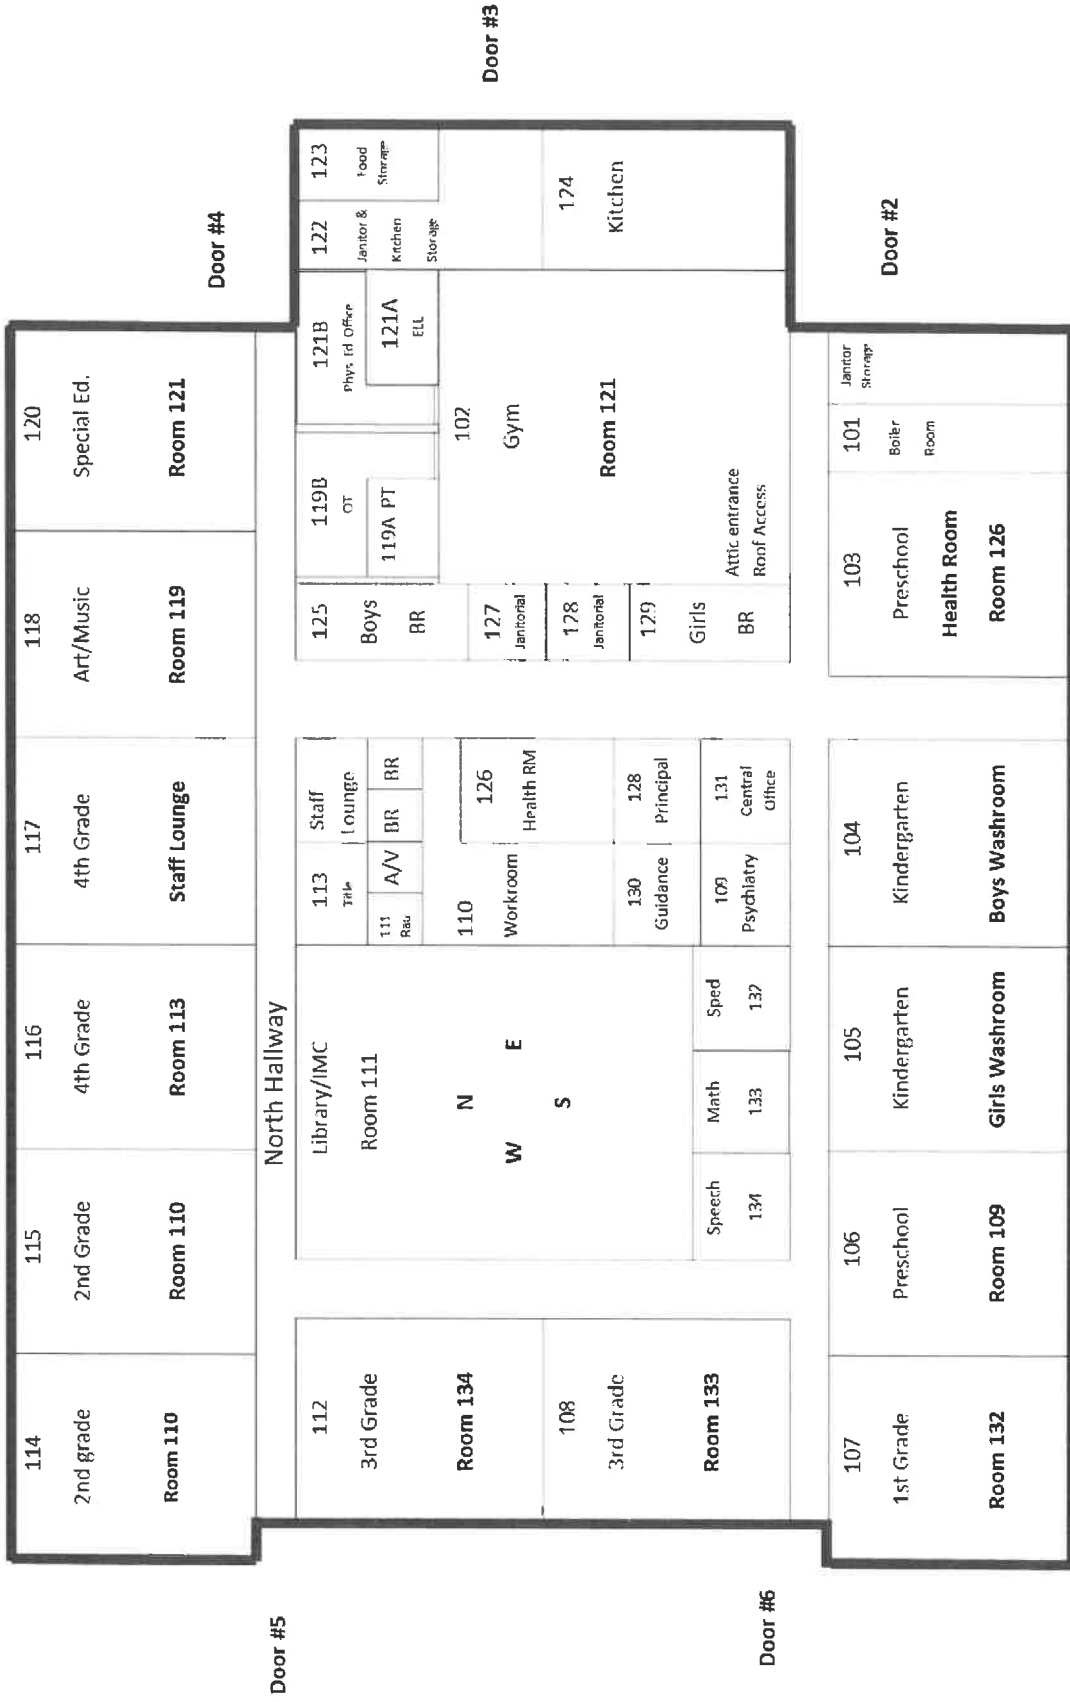 Door #3
Door #4
Door #2
Door #5
Door #6
114
2nd grade
Room 110
115
2nd Grade
Room 110
116
4th Grade
Room 113
117
4th Grade
Staff Lounge
118
Art/Music
Room 119
120
Special Ed.
Room 121
North Hallway
112
3rd Grade
Room 134
108
3rd Grade
Room 133
Library/IMC
Room 111
N
W E
S
Speech
134
Math
133
Sped
132
113
Title
Staff
Lounge
111
A/V
BR
BR
110
Workroom
126
Health RM
130
Guidance
128
Principal
109
Psychiatry
131
Central
Office
125
Boys
BR
127
Janitorial
128
Janitorial
129
Girls
BR
119B
OT
119A PT
121B
Phys Ed Office
121A
ELL
102
Gym
Room 121
Attic entrance
Roof Access
122
Janitor &
Kitchen
Storage
123
Food
Storage
124
Kitchen
107
1st Grade
Room 132
106
Preschool
Room 109
105
Kindergarten
Girls Washroom
104
Kindergarten
Boys Washroom
103
Preschool
Health Room
Room 126
101
Boiler
Room
Janitor
Storage